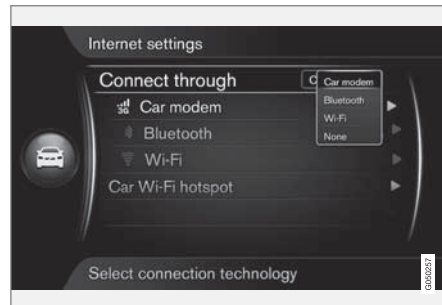 Internet settings
Connect through
C
Car modem
Bluetooth
Wi-Fi
None
3G Car modem
Bluetooth
Wi-Fi
Car Wi-Fi hotspot
Select connection technology
G050257